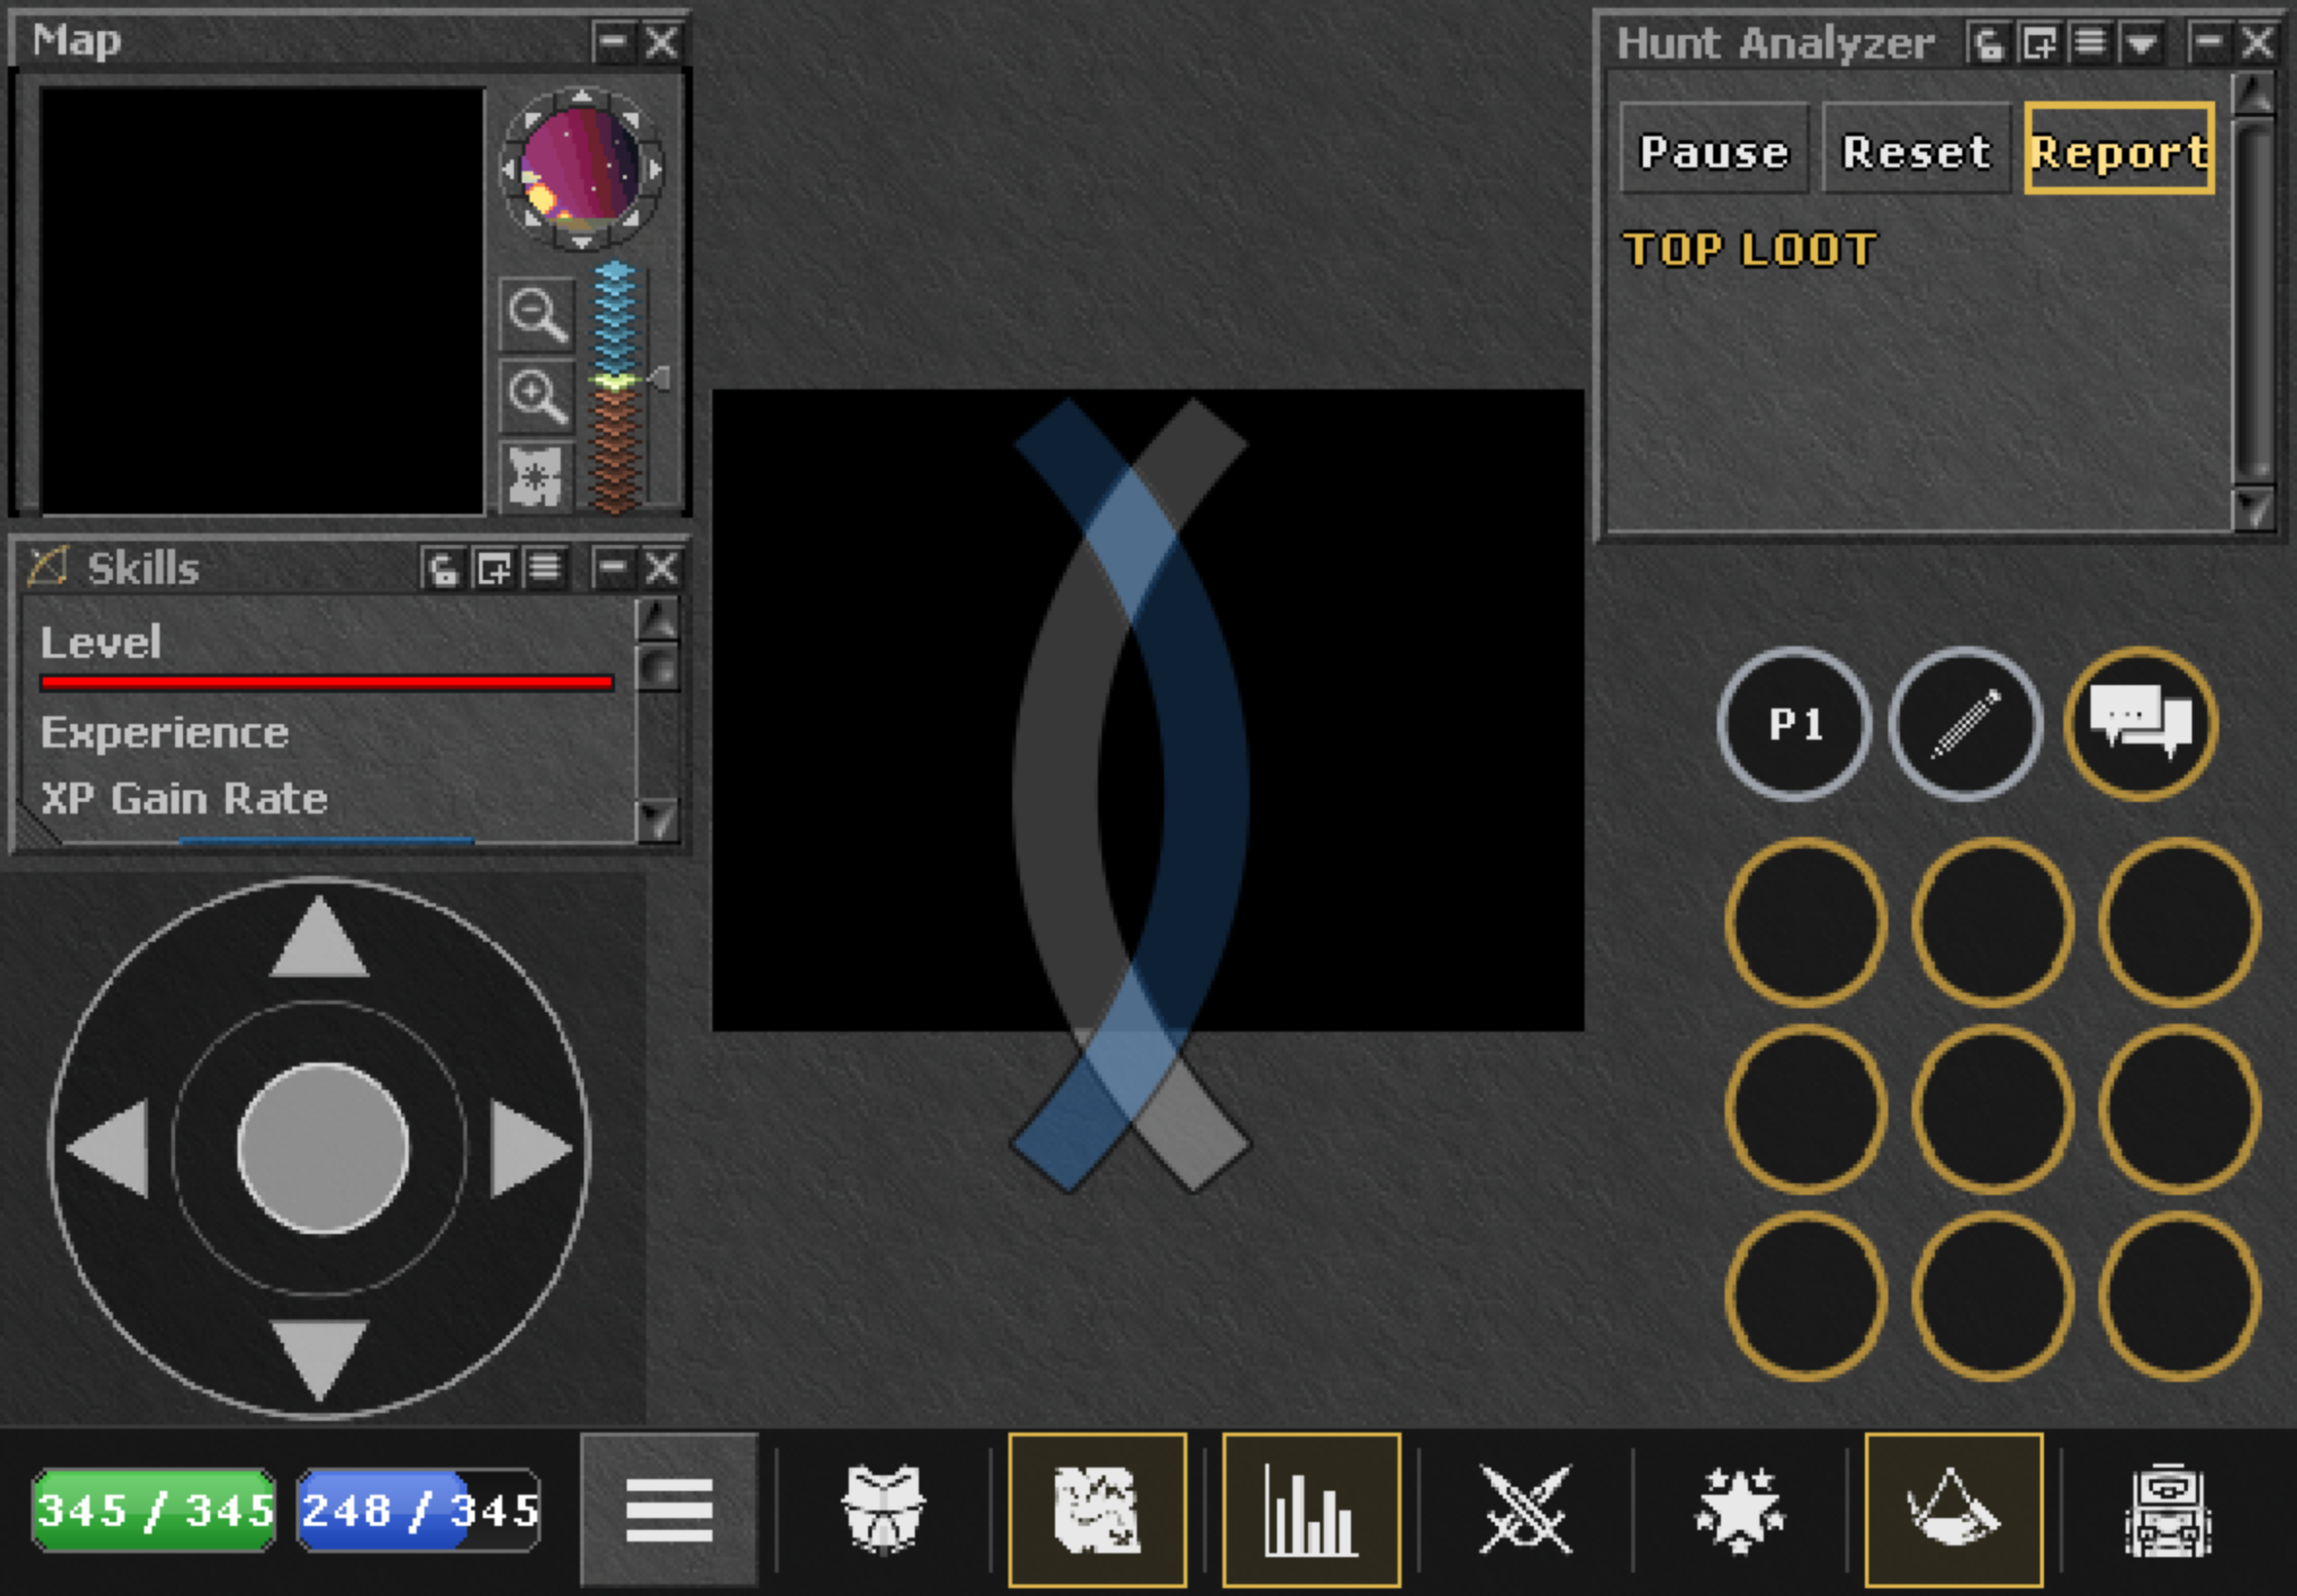 Map
Hunt Analyzer
Pause Reset Report
TOP LOOT
Skills
Level
Experience
XP Gain Rate
P1
345 / 345 248 / 345